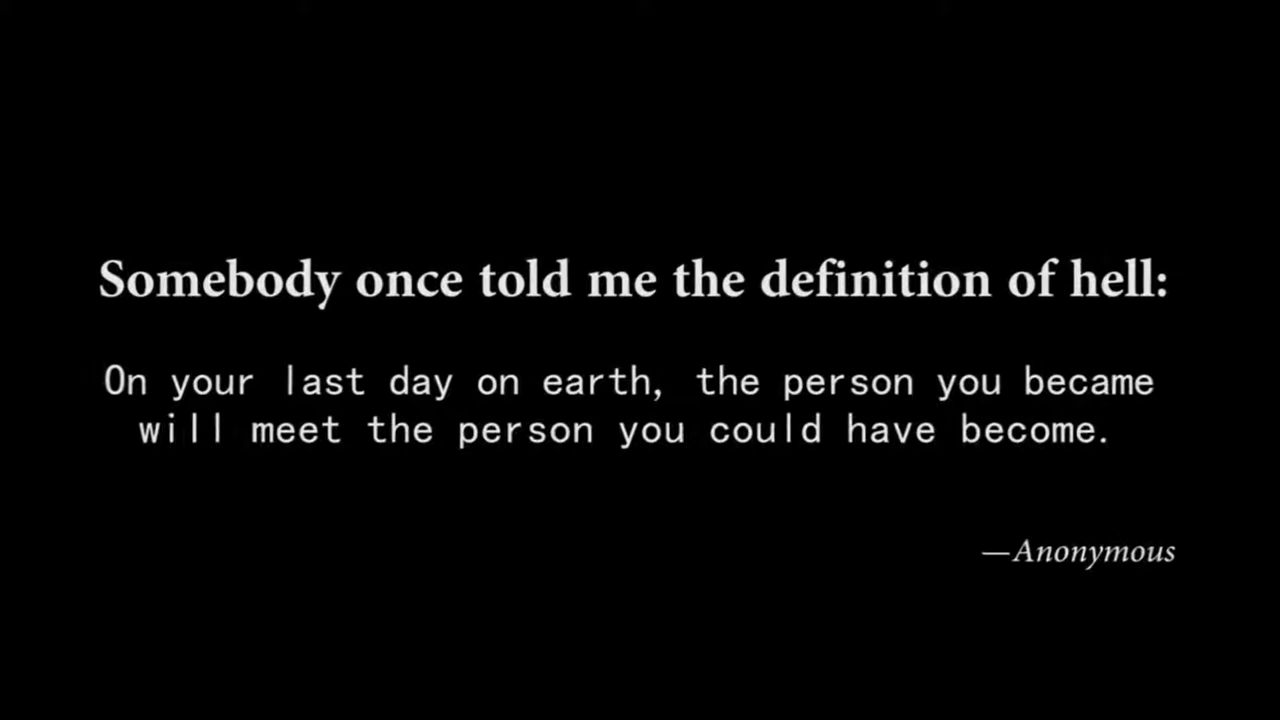 Somebody once told me the definition of hell:
On your last day on earth, the person you became
will meet the person you could have become.
—Anonymous